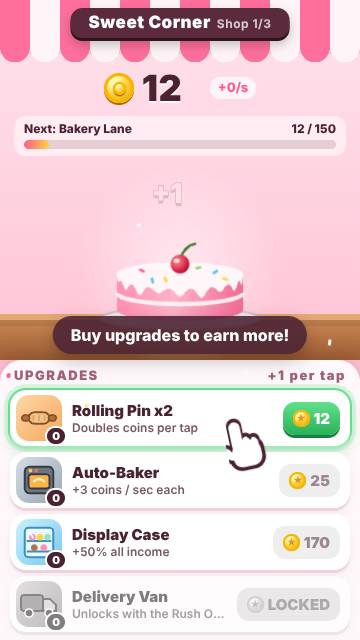 Sweet Corner Shop 1/3
12
+0/s
Next: Bakery Lane 12 / 150
+1
Buy upgrades to earn more!
UPGRADES +1 per tap
Rolling Pin x2
Doubles coins per tap
12
0
Auto-Baker
+3 coins / sec each
25
0
Display Case
+50% all income
170
0
Delivery Van
Unlocks with the Rush O...
LOCKED
0